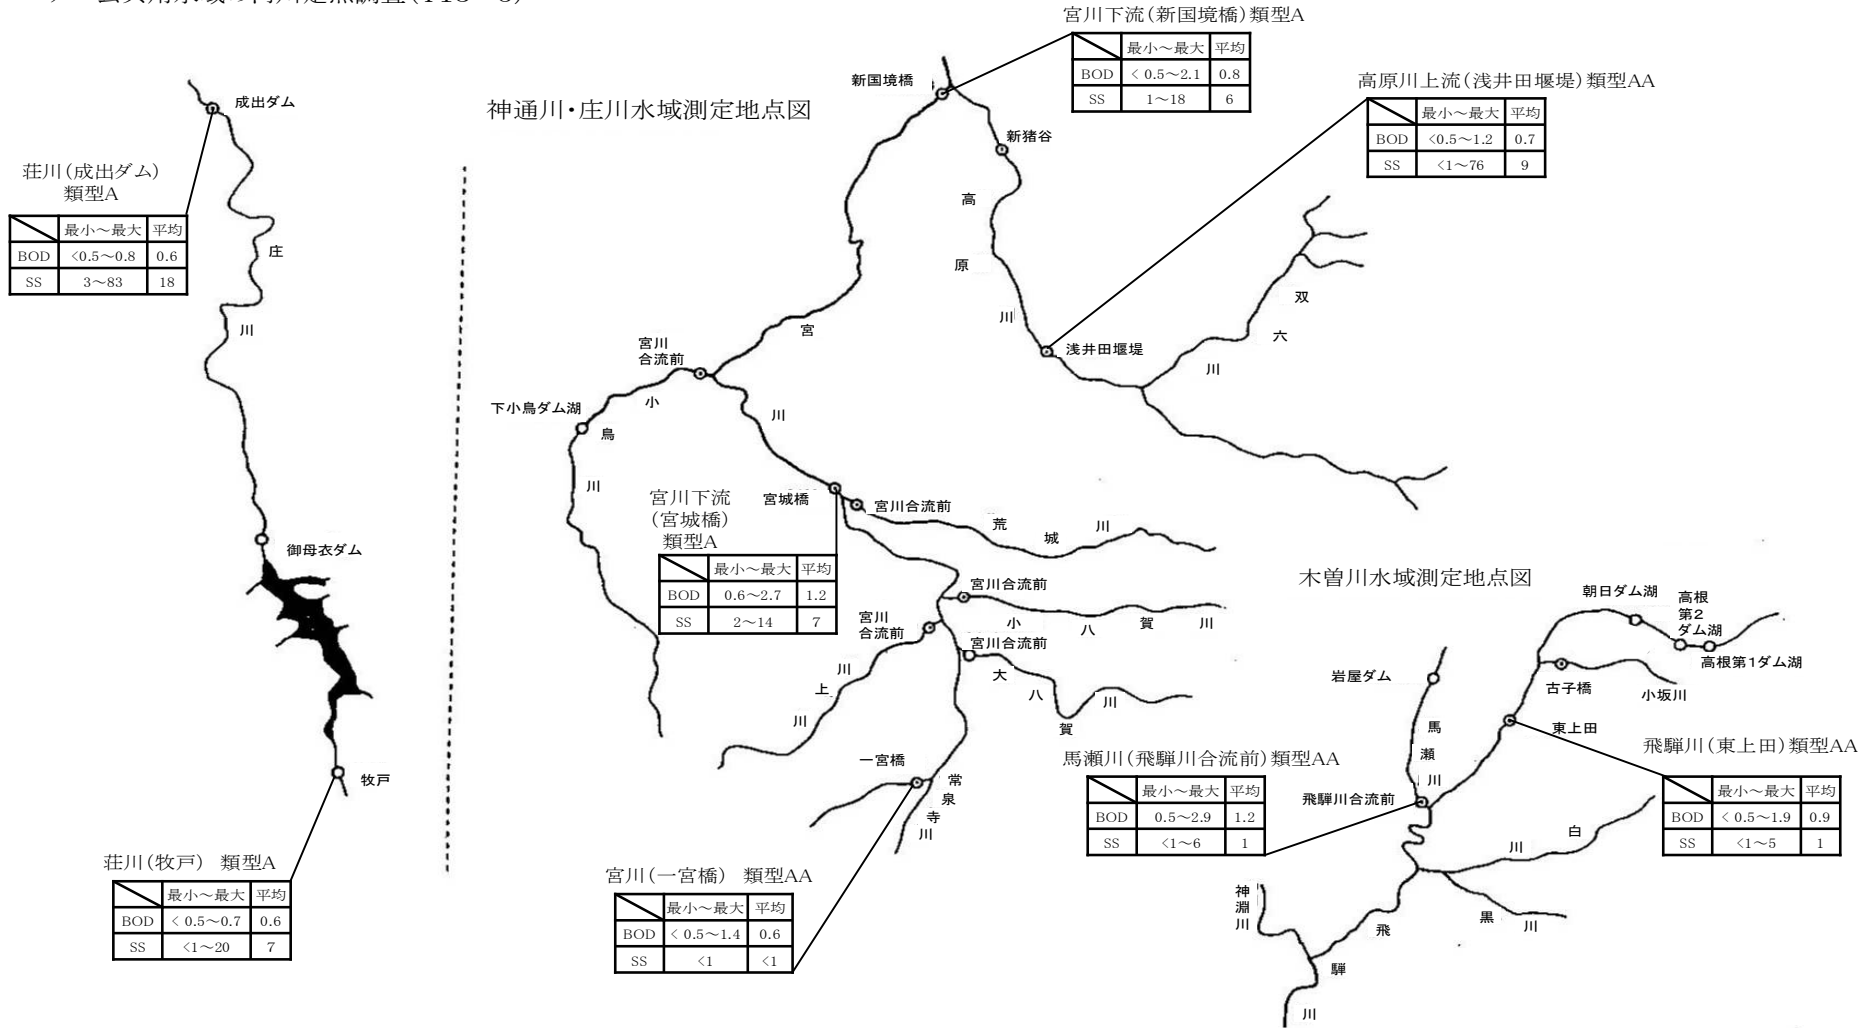 神通川・庄川水域測定地点図
成出ダム
荘川(成出ダム)
類型A
最小～最大 平均
BOD <0.5～0.8 0.6
SS 3～83 18
庄
川
御母衣ダム
牧戸
荘川(牧戸) 類型A
最小～最大 平均
BOD < 0.5～0.7 0.6
SS <1～20 7
宮川下流(新国境橋)類型A
最小～最大 平均
BOD < 0.5～2.1 0.8
SS 1～18 6
新国境橋
新猪谷
高原川上流(浅井田堰堤)類型AA
最小～最大 平均
BOD <0.5～1.2 0.7
SS <1～76 9
高
原
川
浅井田堰堤
双
六
川
宮
川
宮川
合流前
下小鳥ダム湖
小
鳥
川
宮川下流
(宮城橋)
類型A
最小～最大 平均
BOD 0.6～2.7 1.2
SS 2～14 7
宮城橋
宮川合流前
荒
城
川
宮川合流前
小
八
賀
川
宮川
合流前
川
上
川
宮川合流前
大
八
賀
川
一宮橋
常
泉
寺
川
宮川(一宮橋) 類型AA
最小～最大 平均
BOD < 0.5～1.4 0.6
SS <1 <1
木曽川水域測定地点図
朝日ダム湖
高根
第2
ダム湖
高根第1ダム湖
岩屋ダム
古子橋
小坂川
東上田
馬
瀬
川
飛騨川(東上田)類型AA
最小～最大 平均
BOD < 0.5～1.9 0.9
SS <1～5 1
馬瀬川(飛騨川合流前)類型AA
最小～最大 平均
BOD 0.5～2.9 1.2
SS <1～6 1
飛騨川合流前
白
川
黒
川
神
淵
川
飛
騨
川